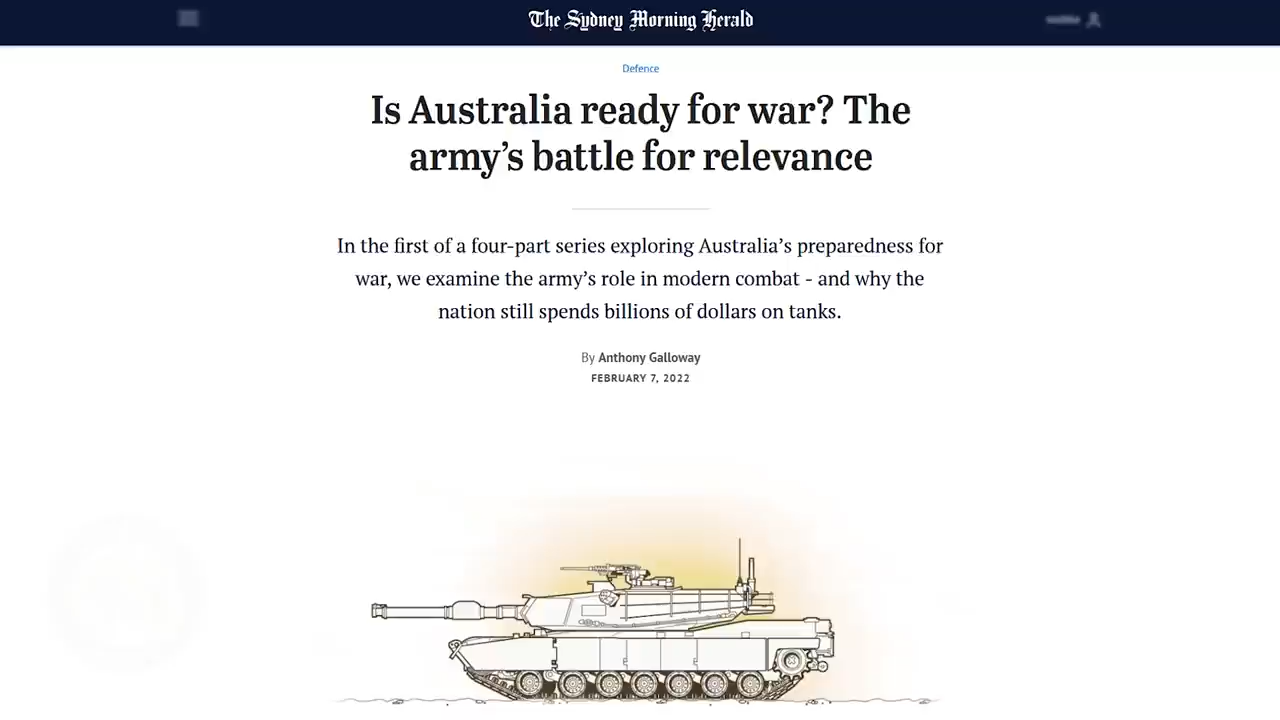 The Sydney Morning Herald
Defence
Is Australia ready for war? The
army's battle for relevance
In the first of a four-part series exploring Australia's preparedness for
war, we examine the army's role in modern combat - and why the
nation still spends billions of dollars on tanks.
By Anthony Galloway
FEBRUARY 7, 2022